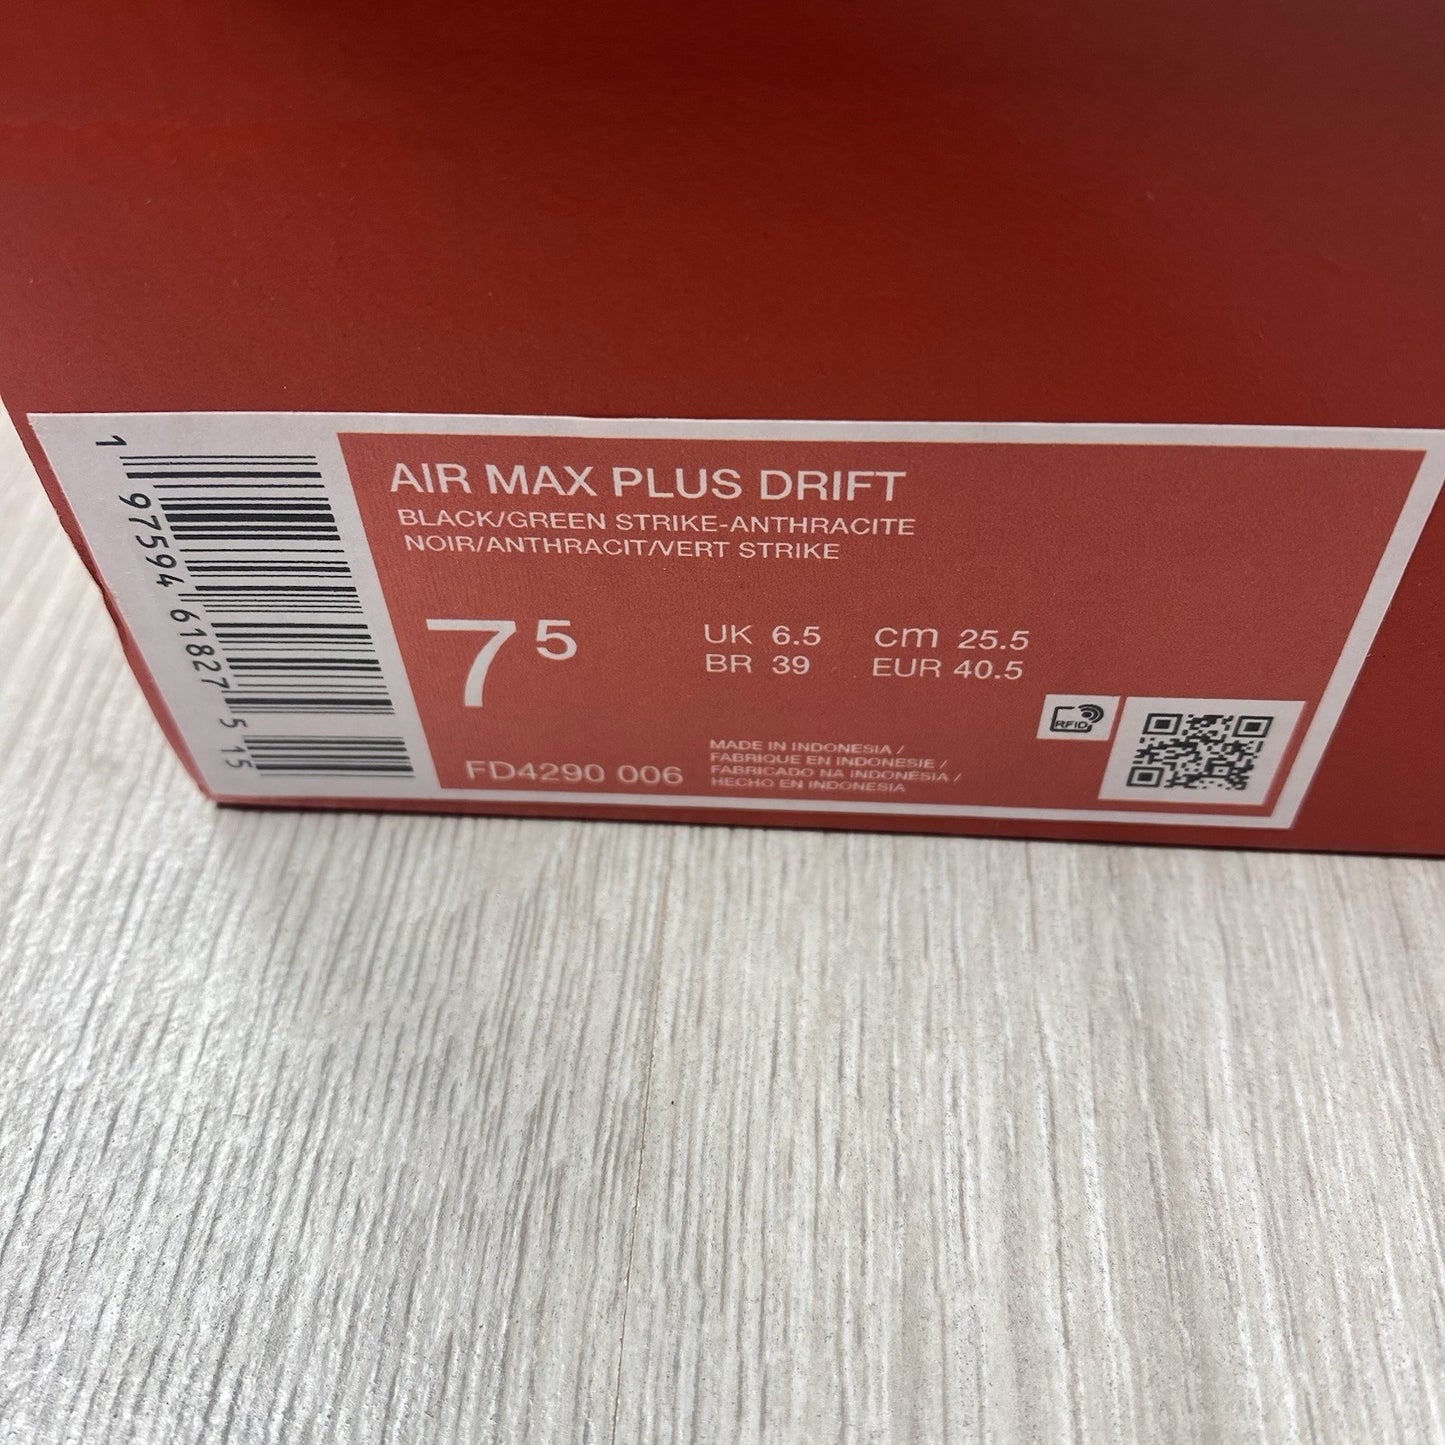 1 97594 61827 5 15
AIR MAX PLUS DRIFT
BLACK/GREEN STRIKE-ANTHRACITE
NOIR/ANTHRACIT/VERT STRIKE
7 5
UK 6.5 cm 25.5
BR 39 EUR 40.5
RFID
FD4290 006
MADE IN INDONESIA /
FABRIQUE EN INDONESIE /
FABRICADO NA INDONÉSIA /
HECHO EN INDONESIA